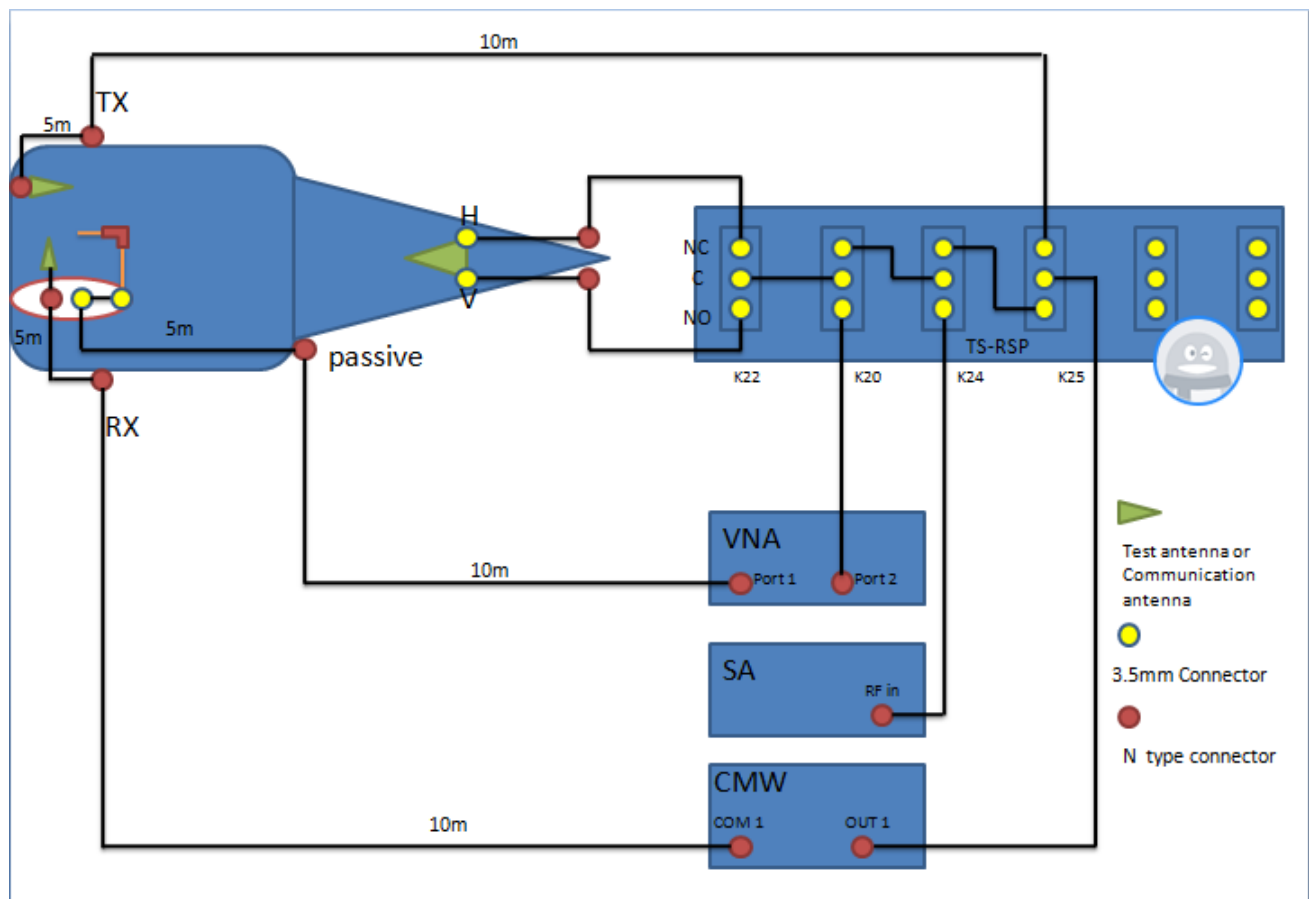 10m
TX
5m
H
V
NC
C
NO
TS-RSP
K22
K20
K24
K25
5m
5m
passive
RX
VNA
Port 1
Port 2
10m
SA
RF in
CMW
COM 1
OUT 1
10m
Test antenna or
Communication
antenna
3.5mm Connector
N type connector